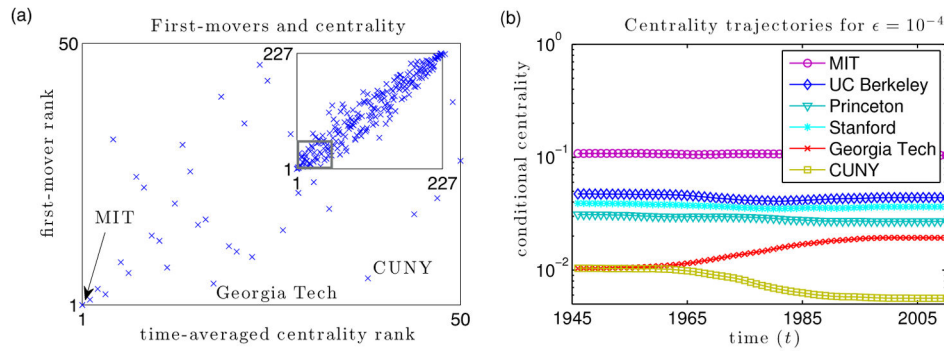 (a)
First-movers and centrality
50
227
1
1
227
MIT
CUNY
Georgia Tech
1
1
50
first-mover rank
time-averaged centrality rank
(b)
Centrality trajectories for ϵ = 10⁻⁴
10⁰
MIT
UC Berkeley
Princeton
Stanford
Georgia Tech
CUNY
10⁻¹
10⁻²
conditional centrality
1945
1965
1985
2005
time (t)